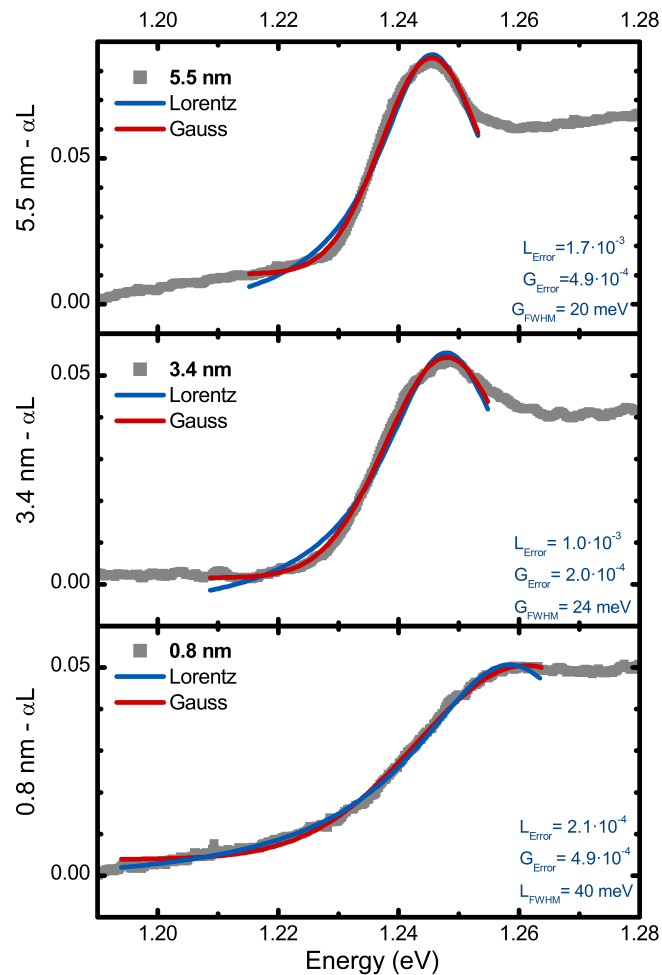 1.20 1.22 1.24 1.26 1.28
5.5 nm - αL
0.05
0.00
5.5 nm
Lorentz
Gauss
L_Error=1.7·10^-3
G_Error=4.9·10^-4
G_FWHM= 20 meV
3.4 nm - αL
0.05
0.00
3.4 nm
Lorentz
Gauss
L_Error= 1.0·10^-3
G_Error= 2.0·10^-4
G_FWHM= 24 meV
0.8 nm - αL
0.05
0.00
0.8 nm
Lorentz
Gauss
L_Error= 2.1·10^-4
G_Error= 4.9·10^-4
L_FWHM= 40 meV
1.20 1.22 1.24 1.26 1.28
Energy (eV)